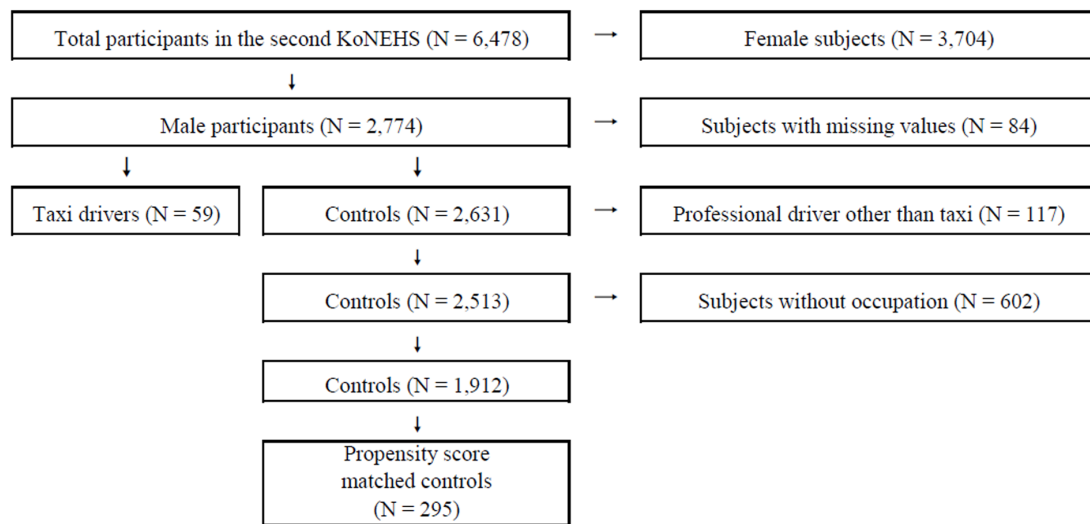 Total participants in the second KoNEHS (N = 6,478)
→
Female subjects (N = 3,704)
↓
Male participants (N = 2,774)
→
Subjects with missing values (N = 84)
↓
↓
Taxi drivers (N = 59)
Controls (N = 2,631)
→
Professional driver other than taxi (N = 117)
↓
Controls (N = 2,513)
→
Subjects without occupation (N = 602)
↓
Controls (N = 1,912)
↓
Propensity score
matched controls
(N = 295)